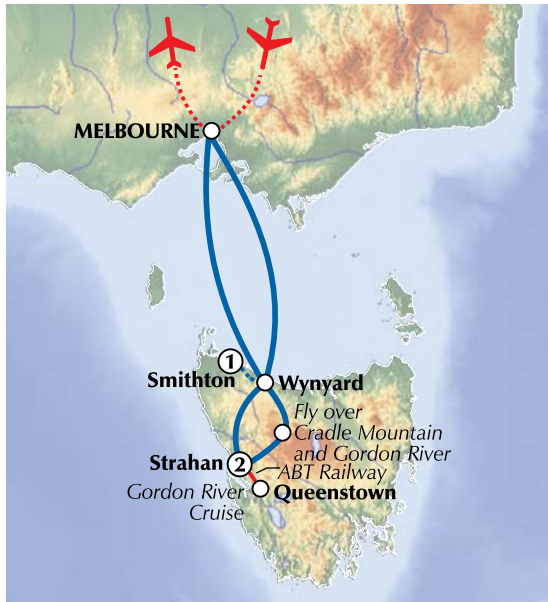 MELBOURNE
1
Smithton
Wynyard
Fly over
Cradle Mountain
and Gordon River
Strahan
2
ABT Railway
Gordon River
Cruise
Queenstown